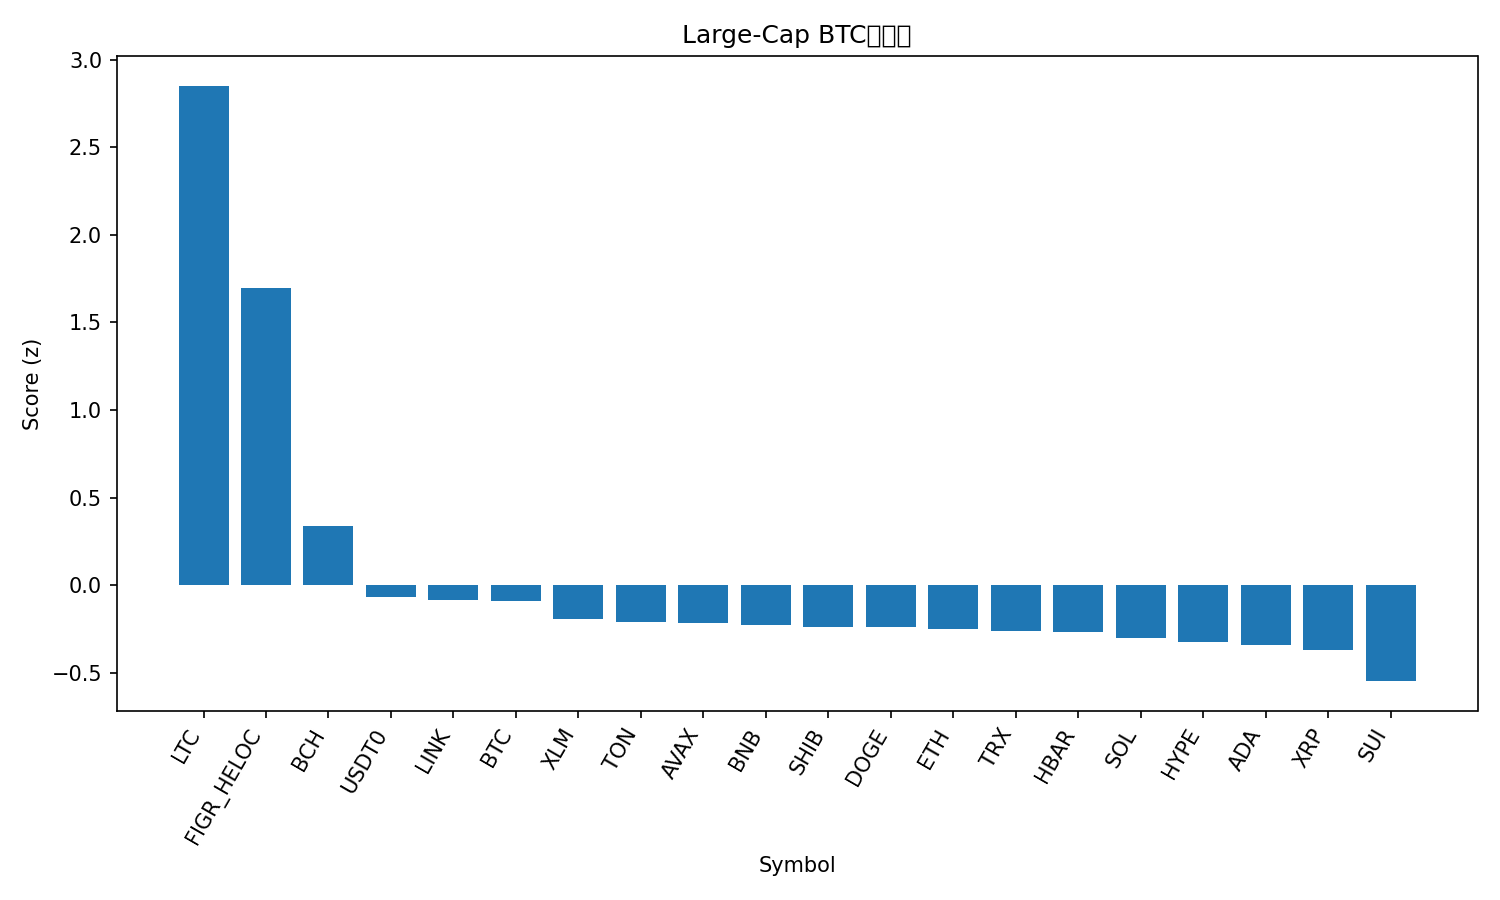 Large-Cap BTC
Score (z)
3.0
2.5
2.0
1.5
1.0
0.5
0.0
−0.5
LTC
FIGR_HELOC
BCH
USDT0
LINK
BTC
XLM
TON
AVAX
BNB
SHIB
DOGE
ETH
TRX
HBAR
SOL
HYPE
ADA
XRP
SUI
Symbol